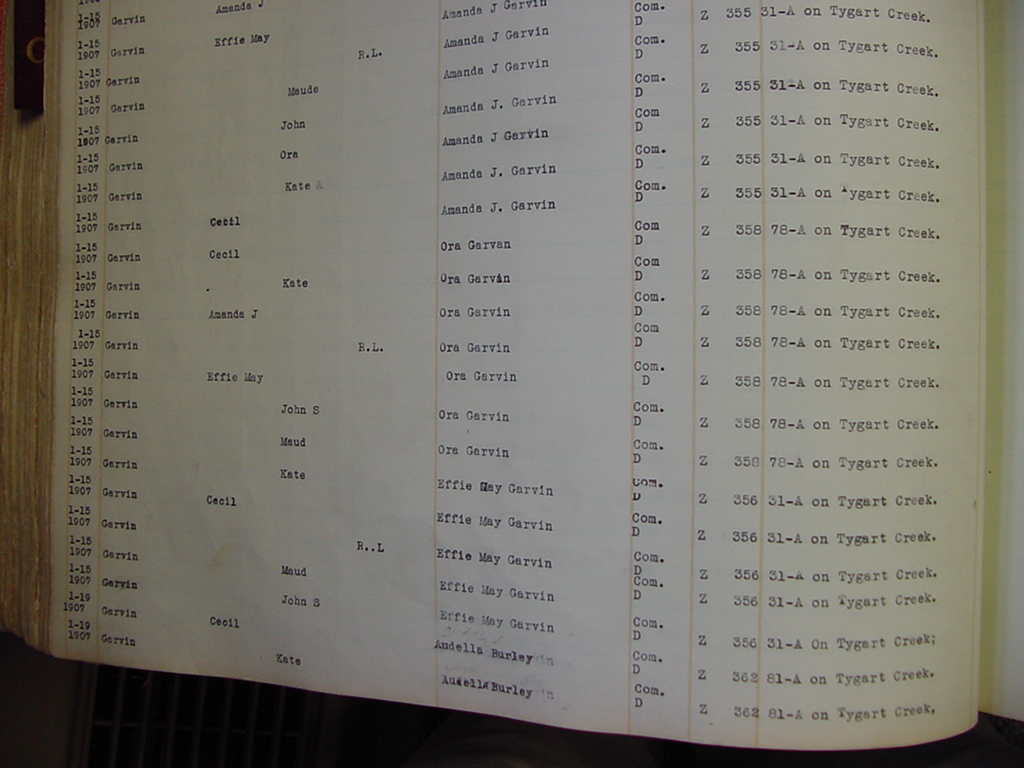 1-19 1907 Garvin Amanda J Amanda J Garvin Com. D Z 355 31-A on Tygart Creek.
1-15 1907 Garvin Effie May Amanda J Garvin Com. D Z 355 31-A on Tygart Creek.
1-15 1907 Garvin R.L. Amanda J Garvin Com. D Z 355 31-A on Tygart Creek.
1-15 1907 Garvin Maude Amanda J. Garvin Com D Z 355 31-A on Tygart Creek.
1-15 1907 Garvin John Amanda J Garvin Com. D Z 355 31-A on Tygart Creek.
1-15 1907 Garvin Ora Amanda J. Garvin Com. D Z 355 31-A on Tygart Creek.
1-15 1907 Garvin Kate Amanda J. Garvin Com D Z 358 78-A on Tygart Creek.
1-15 1907 Garvin Cecil Ora Garvan Com D Z 358 78-A on Tygart Creek.
1-15 1907 Garvin Cecil Ora Garvin Com. D Z 358 78-A on Tygart Creek.
1-15 1907 Garvin Kate Ora Garvin Com D Z 358 78-A on Tygart Creek.
1-15 1907 Garvin Amanda J Ora Garvin Com. D Z 358 78-A on Tygart Creek.
1-15 1907 Garvin R.L. Ora Garvin Com. D Z 358 78-A on Tygart Creek.
1-15 1907 Garvin Effie May Ora Garvin Com. D Z 358 78-A on Tygart Creek.
1-15 1907 Garvin John S Ora Garvin Com. D Z 356 31-A on Tygart Creek.
1-15 1907 Garvin Maud Effie May Garvin Com. D Z 356 31-A on Tygart Creek.
1-15 1907 Garvin Kate Effie May Garvin Com. D Z 356 31-A on Tygart Creek.
1-15 1907 Garvin Cecil Effie May Garvin Com. D Z 356 31-A on Tygart Creek.
1-15 1907 Garvin R..L Effie May Garvin Com. D Z 356 31-A On Tygart Creek;
1-15 1907 Garvin Maud Effie May Garvin Com. D Z 362 81-A on Tygart Creek.
1-19 1907 Garvin John S Audella Burley Com. D Z 362 81-A on Tygart Creek.
1-19 1907 Garvin Cecil Audella Burley
Kate